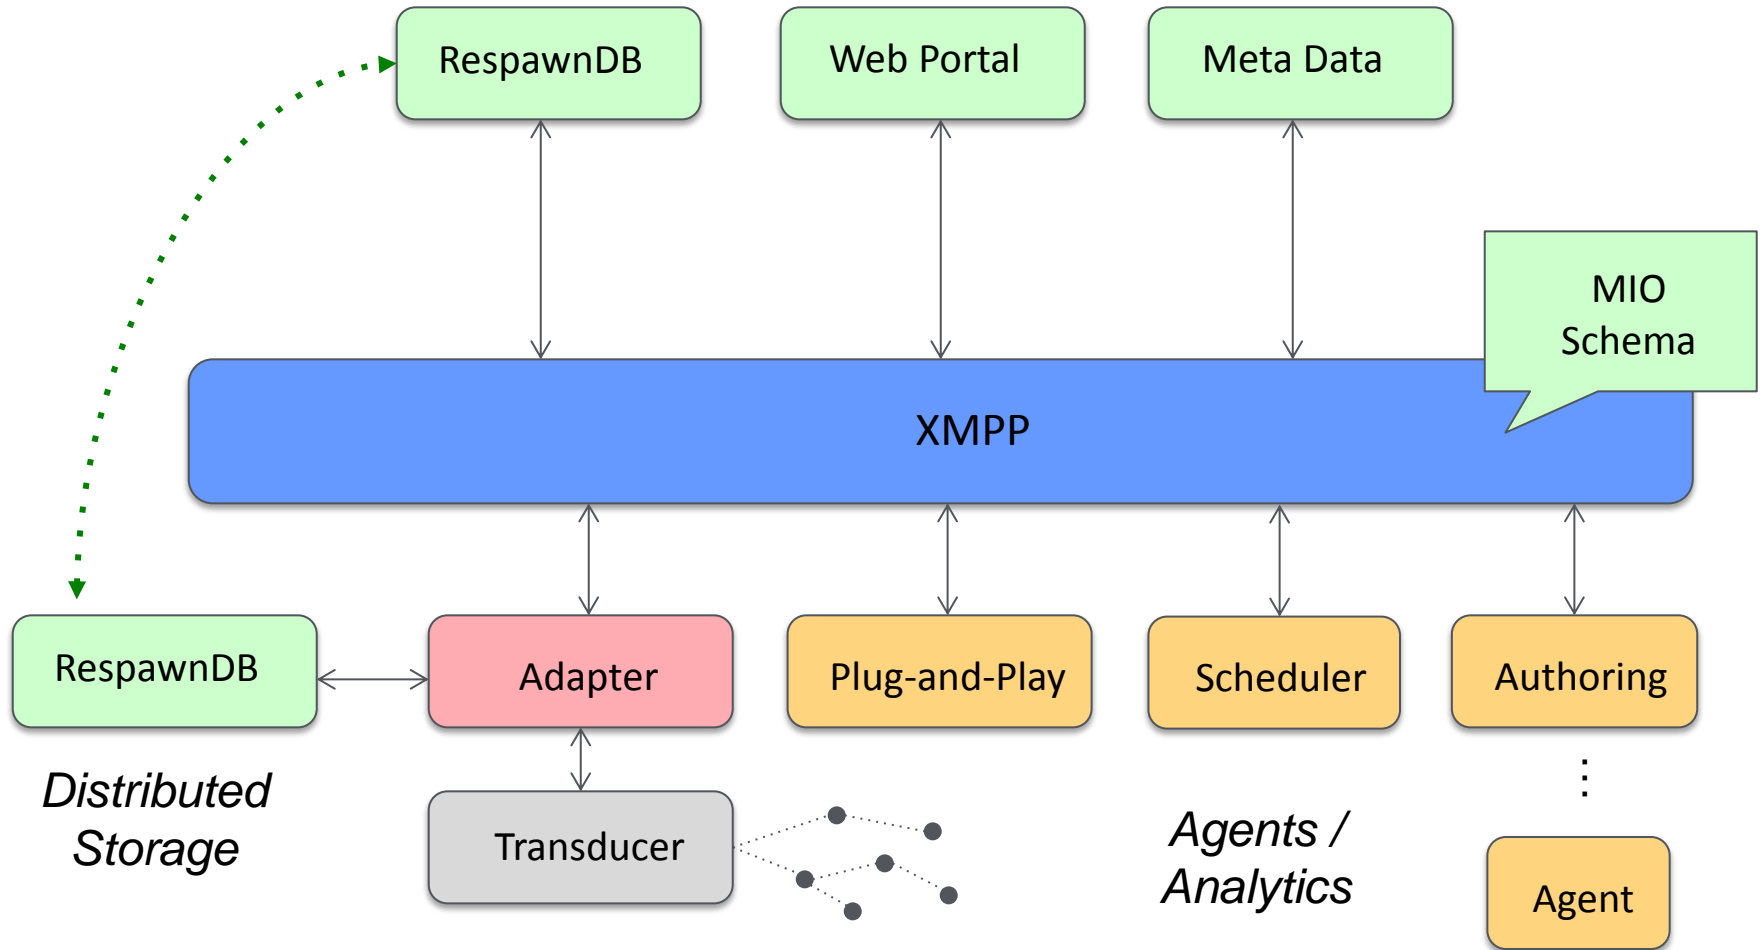 RespawnDB
Web Portal
Meta Data
MIO
Schema
XMPP
RespawnDB
Adapter
Plug-and-Play
Scheduler
Authoring
Distributed
Storage
Transducer
Agents /
Analytics
⋮
Agent